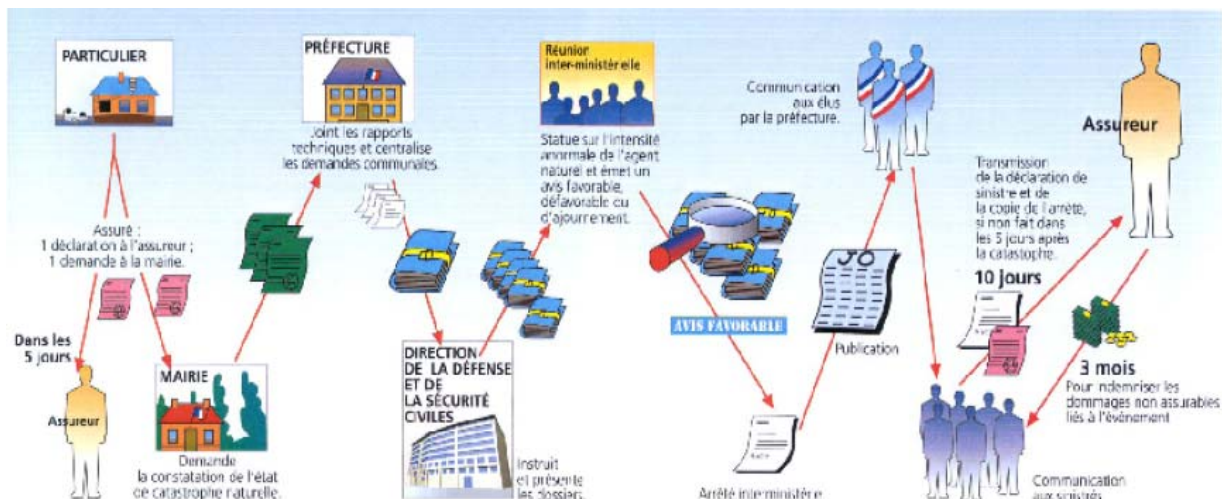 PARTICULIER
Assuré :
1 déclaration à l'assureur ;
1 demande à la mairie.
Dans les
5 jours
Assureur
MAIRIE
Demande
la constatation de l'état
de catastrophe naturelle.
PRÉFECTURE
Joint les rapports
techniques et centralise
les demandes communales.
DIRECTION
DE LA DÉFENSE
ET DE
LA SÉCURITÉ
CIVILES
Instruit
et présente
les dossiers.
Réunion
inter-ministérielle
Statue sur l'intensité
anormale de l'agent
naturel et émet un
avis favorable,
défavorable ou
d'ajournement.
AVIS FAVORABLE
Arrêté interministére
JO
Publication
Communication
aux élus
par la préfecture.
Communication
aux sinistrés
Transmission
de la déclaration de
sinistre et de
la copie de l'arrêté,
si non fait dans
les 5 jours après
la catastrophe.
10 jours
Assureur
3 mois
Pour indemniser les
dommages non assurables
liés à l'événement